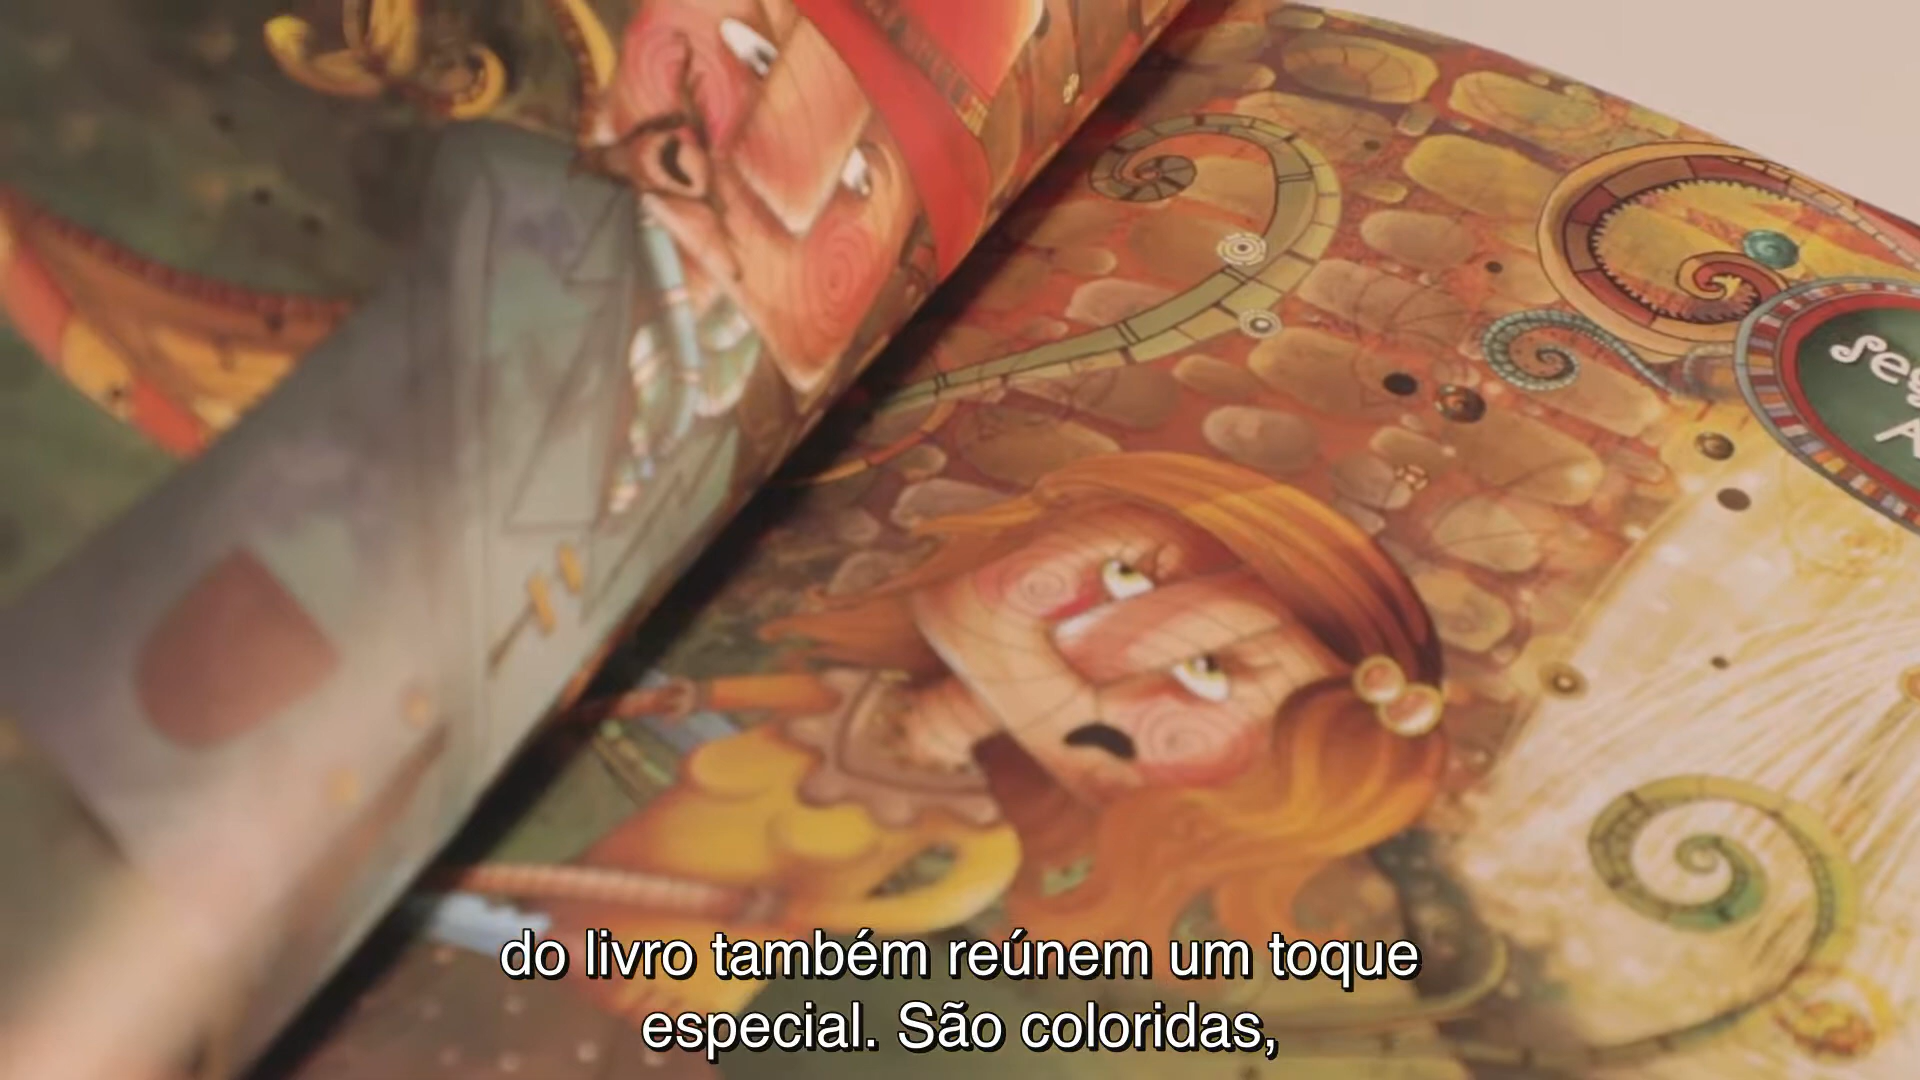 do livro também reúnem um toque
especial. São coloridas,